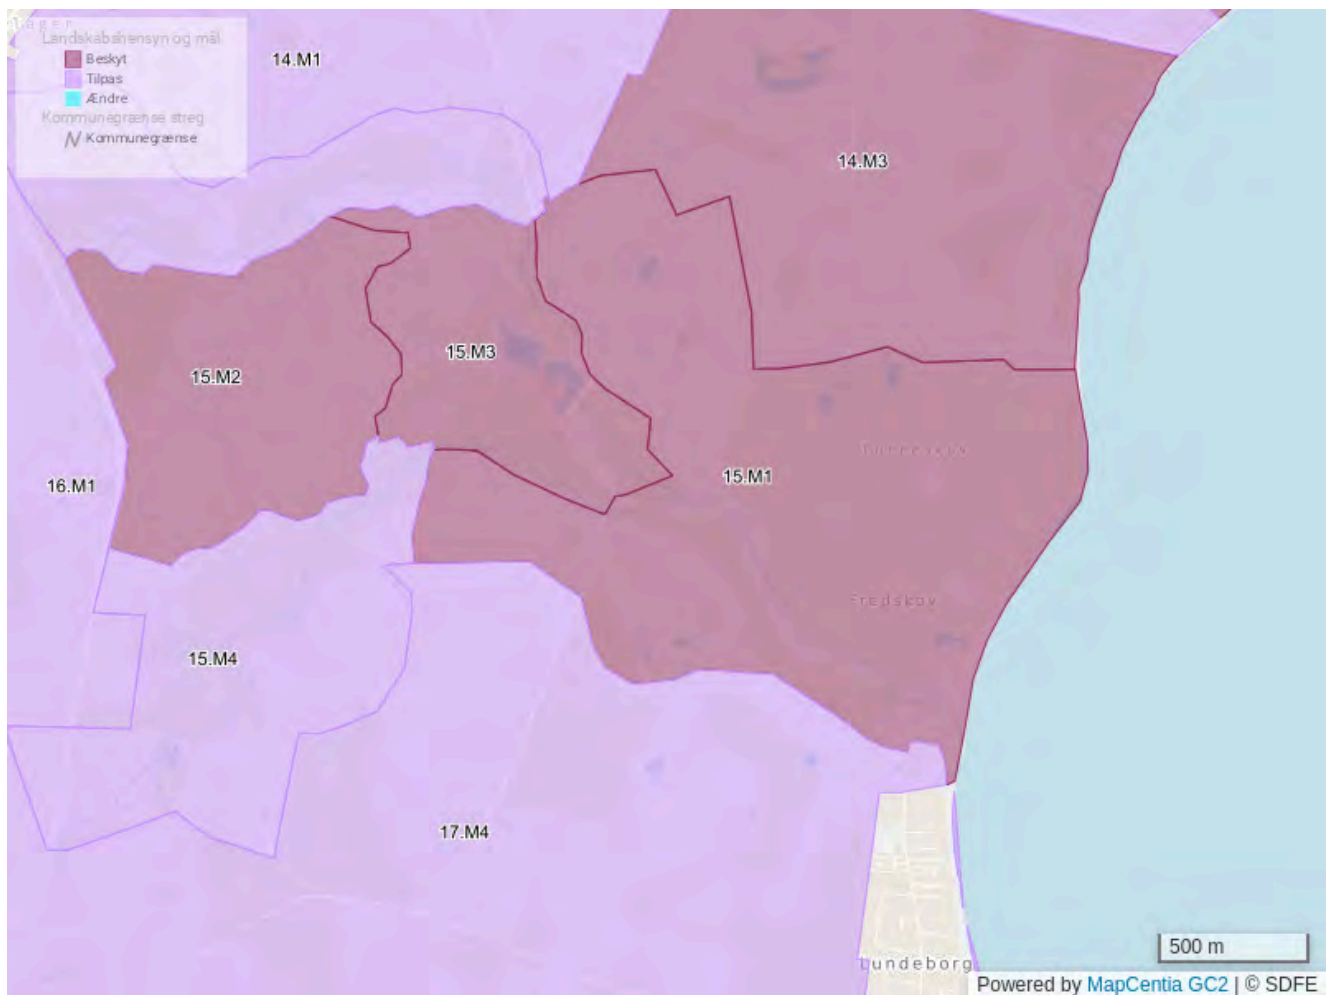 Landskabshensyn og mål
Beskyt
Tilpas
Ændre
Kommunegrænse streg
Kommunegrænse
14.M1
14.M3
15.M3
15.M2
15.M1
16.M1
Fredskov
15.M4
17.M4
500 m
Lundeborg
Powered by MapCentia GC2 | © SDFE